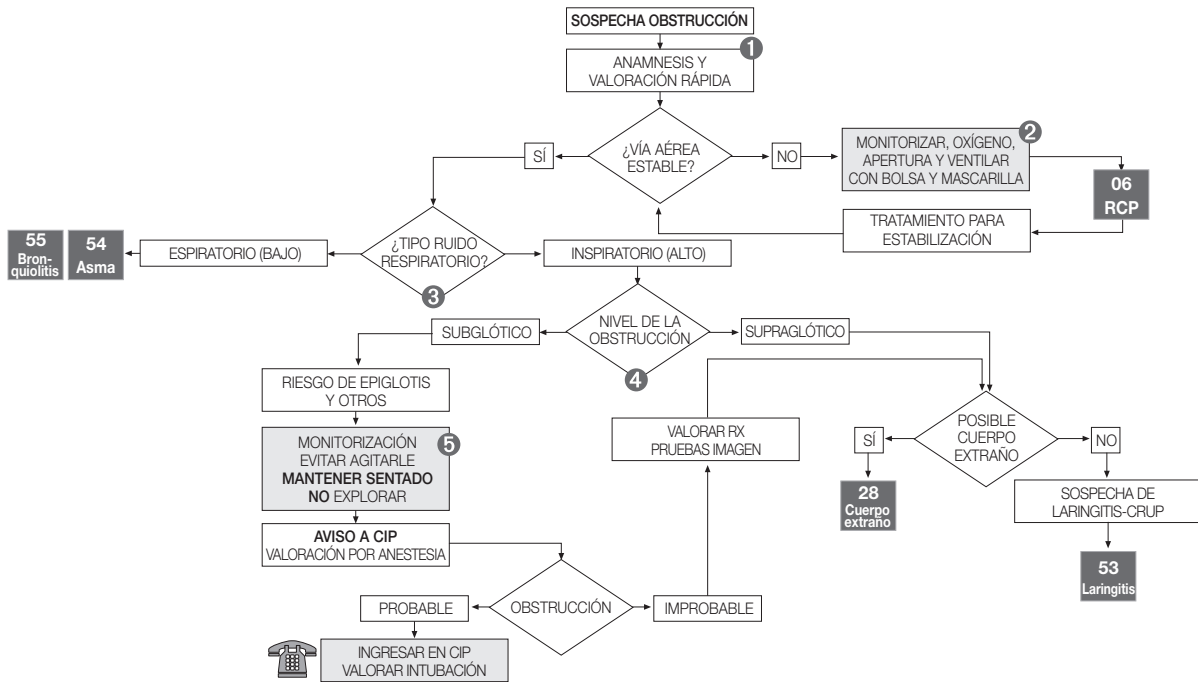 SOSPECHA OBSTRUCCIÓN
1
ANAMNESIS Y
VALORACIÓN RÁPIDA
¿VÍA AÉREA
ESTABLE?
SÍ
NO
2
MONITORIZAR, OXÍGENO,
APERTURA Y VENTILAR
CON BOLSA Y MASCARILLA
06
RCP
TRATAMIENTO PARA
ESTABILIZACIÓN
¿TIPO RUIDO
RESPIRATORIO?
3
ESPIRATORIO (BAJO)
55
Bron-
quiolitis
54
Asma
INSPIRATORIO (ALTO)
NIVEL DE LA
OBSTRUCCIÓN
4
SUBGLÓTICO
SUPRAGLÓTICO
RIESGO DE EPIGLOTIS
Y OTROS
5
MONITORIZACIÓN
EVITAR AGITARLE
MANTENER SENTADO
NO EXPLORAR
AVISO A CIP
VALORACIÓN POR ANESTESIA
OBSTRUCCIÓN
PROBABLE
IMPROBABLE
INGRESAR EN CIP
VALORAR INTUBACIÓN
VALORAR RX
PRUEBAS IMAGEN
POSIBLE
CUERPO
EXTRAÑO
SÍ
NO
28
Cuerpo
extraño
SOSPECHA DE
LARINGITIS-CRUP
53
Laringitis